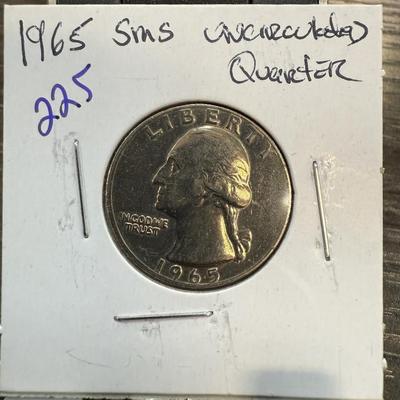 1965 sms uncirculated
Quarter
225
LIBERTY
IN GOD WE
TRUST
1965